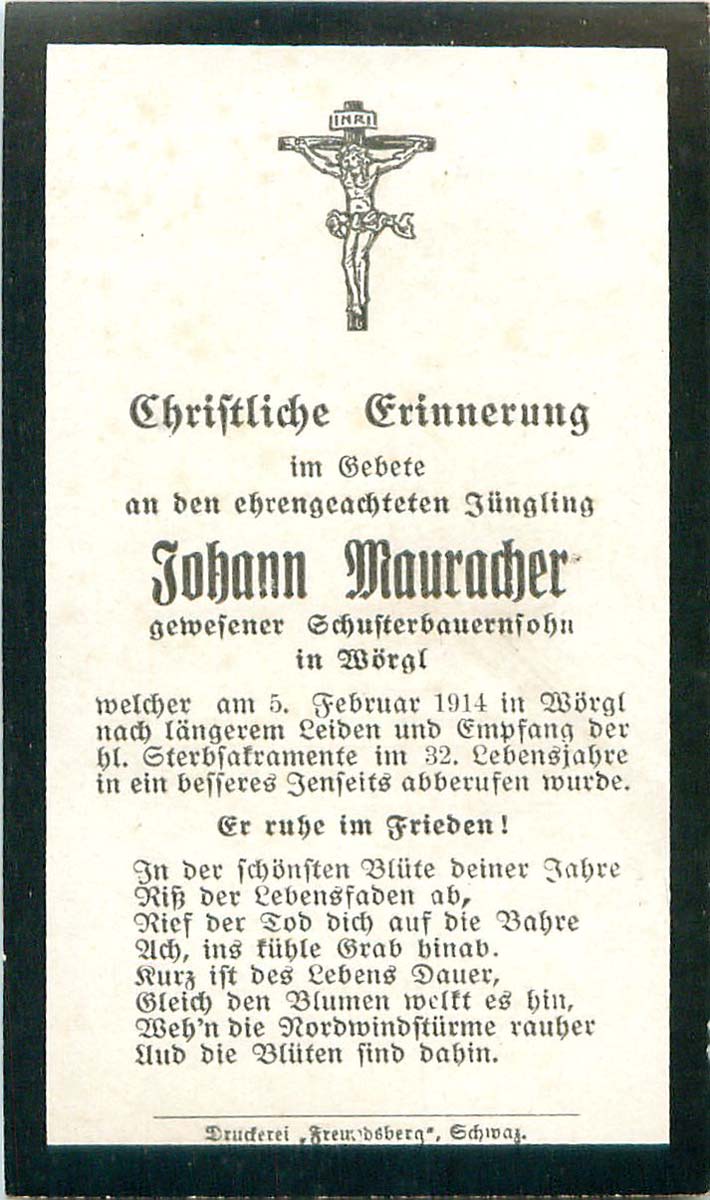 INRI
Christliche Erinnerung
im Gebete
an den ehrengeachteten Jüngling
Johann Mauracher
gewesener Schusterbauernsohn
in Wörgl
welcher am 5. Februar 1914 in Wörgl
nach längerem Leiden und Empfang der
hl. Sterbsakramente im 32. Lebensjahre
in ein besseres Jenseits abberufen wurde.
Er ruhe im Frieden!
In der schönsten Blüte deiner Jahre
Riß der Lebensfaden ab,
Rief der Tod dich auf die Bahre
Ach, ins kühle Grab hinab.
Kurz ist des Lebens Dauer,
Gleich den Blumen welkt es hin,
Weh'n die Nordwindstürme rauher
Und die Blüten sind dahin.
Druckerei „Freundsberg“, Schwaz.